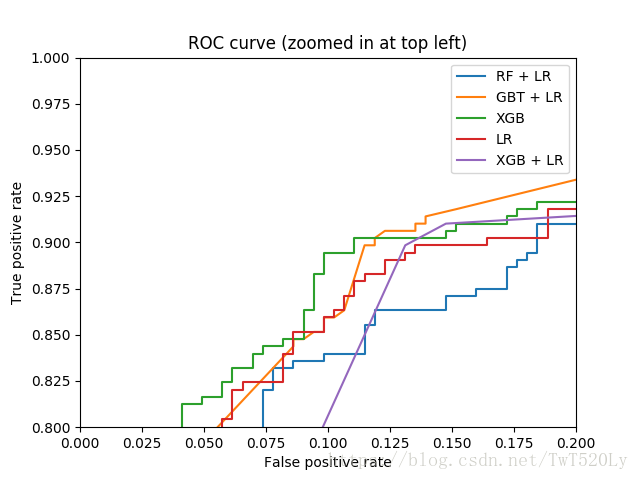 ROC curve (zoomed in at top left)
RF + LR
GBT + LR
XGB
LR
XGB + LR
True positive rate
1.000
0.975
0.950
0.925
0.900
0.875
0.850
0.825
0.800
0.000 0.025 0.050 0.075 0.100 0.125 0.150 0.175 0.200
False positive rate
https://blog.csdn.net/TwT520Ly